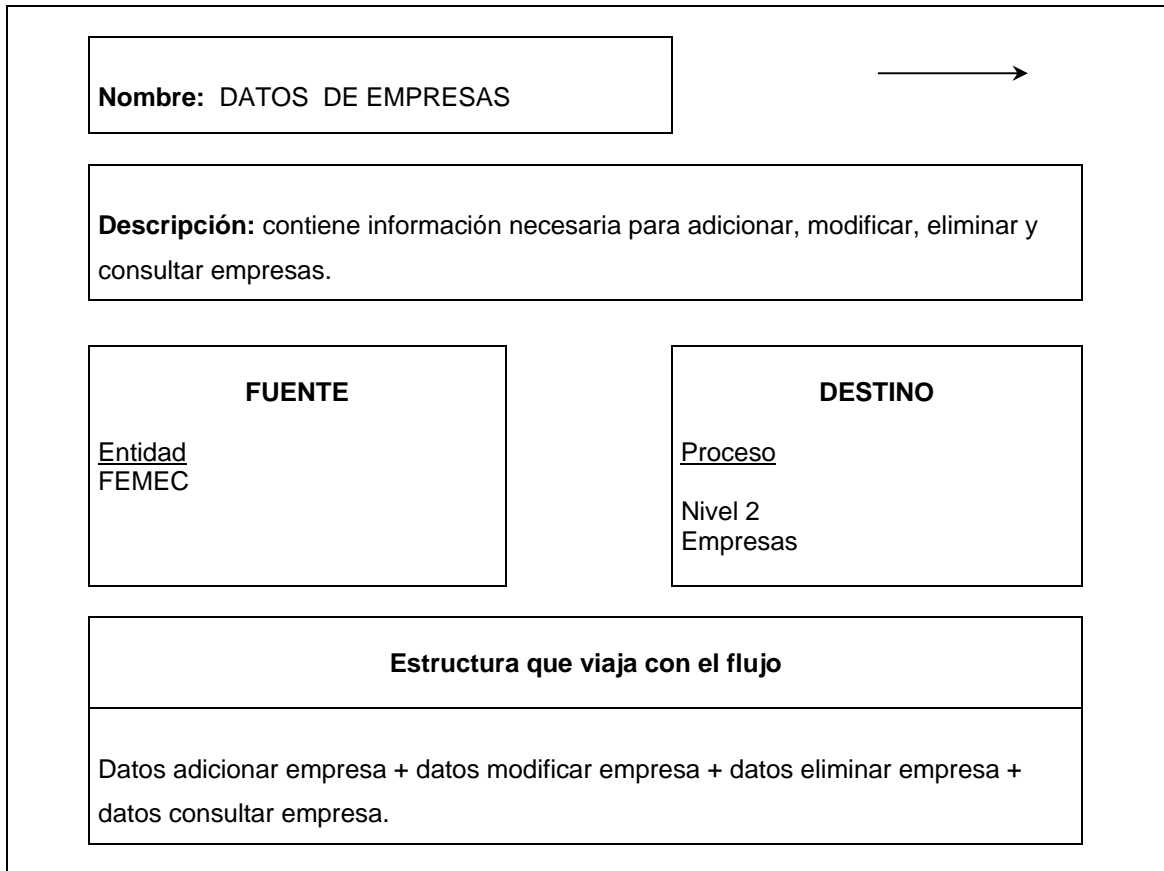 Nombre: DATOS DE EMPRESAS
Descripción: contiene información necesaria para adicionar, modificar, eliminar y
consultar empresas.
FUENTE
Entidad
FEMEC
DESTINO
Proceso
Nivel 2
Empresas
Estructura que viaja con el flujo
Datos adicionar empresa + datos modificar empresa + datos eliminar empresa +
datos consultar empresa.